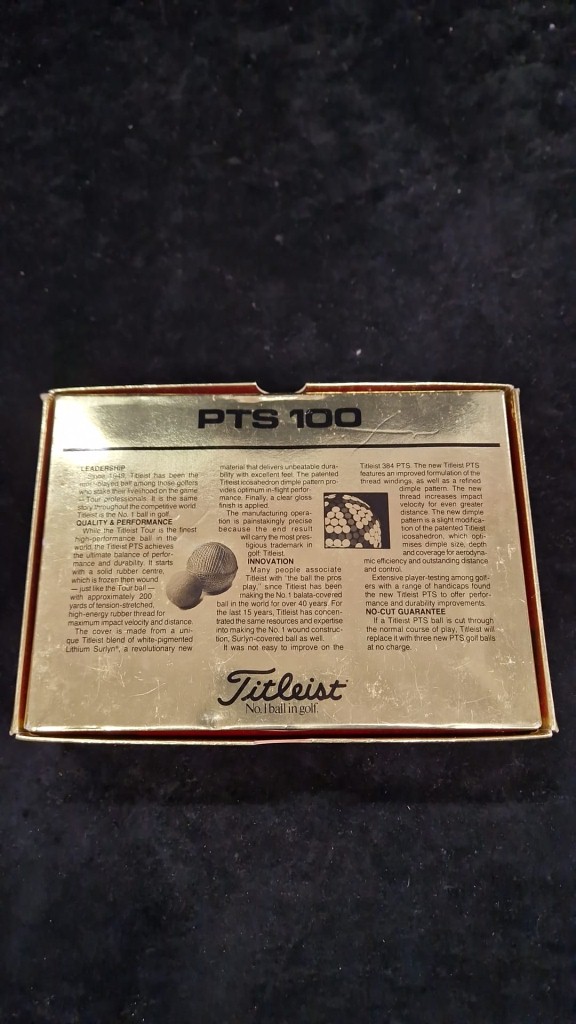 PTS 100
LEADERSHIP
Since 1949, Titleist has been the
most-played ball among those golfers
who stake their livelihood on the game
— Tour professionals. It is the same
story throughout the competitive world.
Titleist is the No. 1 ball in golf.
QUALITY & PERFORMANCE
While the Titleist Tour is the finest
high-performance ball in the
world, the Titleist PTS achieves
the ultimate balance of perfor-
mance and durability. It starts
with a solid rubber centre,
which is frozen then wound
— just like the Tour ball —
with approximately 200
yards of tension-stretched,
high-energy rubber thread for
maximum impact velocity and distance.
The cover is made from a uni-
que Titleist blend of white-pigmented
Lithium Surlyn®, a revolutionary new
material that delivers unbeatable dura-
bility with excellent feel. The patented
Titleist icosahedron dimple pattern pro-
vides optimum in-flight perfor-
mance. Finally, a clear gloss
finish is applied.
The manufacturing opera-
tion is painstakingly precise
because the end result
will carry the most pres-
tigious trademark in
golf: Titleist.
INNOVATION
Many people associate
Titleist with "the ball the pros
play," since Titleist has been
making the No. 1 balata-covered
ball in the world for over 40 years. For
the last 15 years, Titleist has concen-
trated the same resources and expertise
into making the No. 1 wound construc-
tion, Surlyn-covered ball as well.
It was not easy to improve on the
Titleist 384 PTS. The new Titleist PTS
features an improved formulation of the
thread windings, as well as a refined
dimple pattern. The new
thread increases impact
velocity for even greater
distance. The new dimple
pattern is a slight modifica-
tion of the patented Titleist
icosahedron, which opti-
mises dimple size, depth
and coverage for aerodyna-
mic efficiency and outstanding distance
and control.
Extensive player-testing among golf-
ers with a range of handicaps found
the new Titleist PTS to offer perfor-
mance and durability improvements.
NO-CUT GUARANTEE
If a Titleist PTS ball is cut through
the normal course of play, Titleist will
replace it with three new PTS golf balls
at no charge.
Titleist
No. 1 ball in golf.